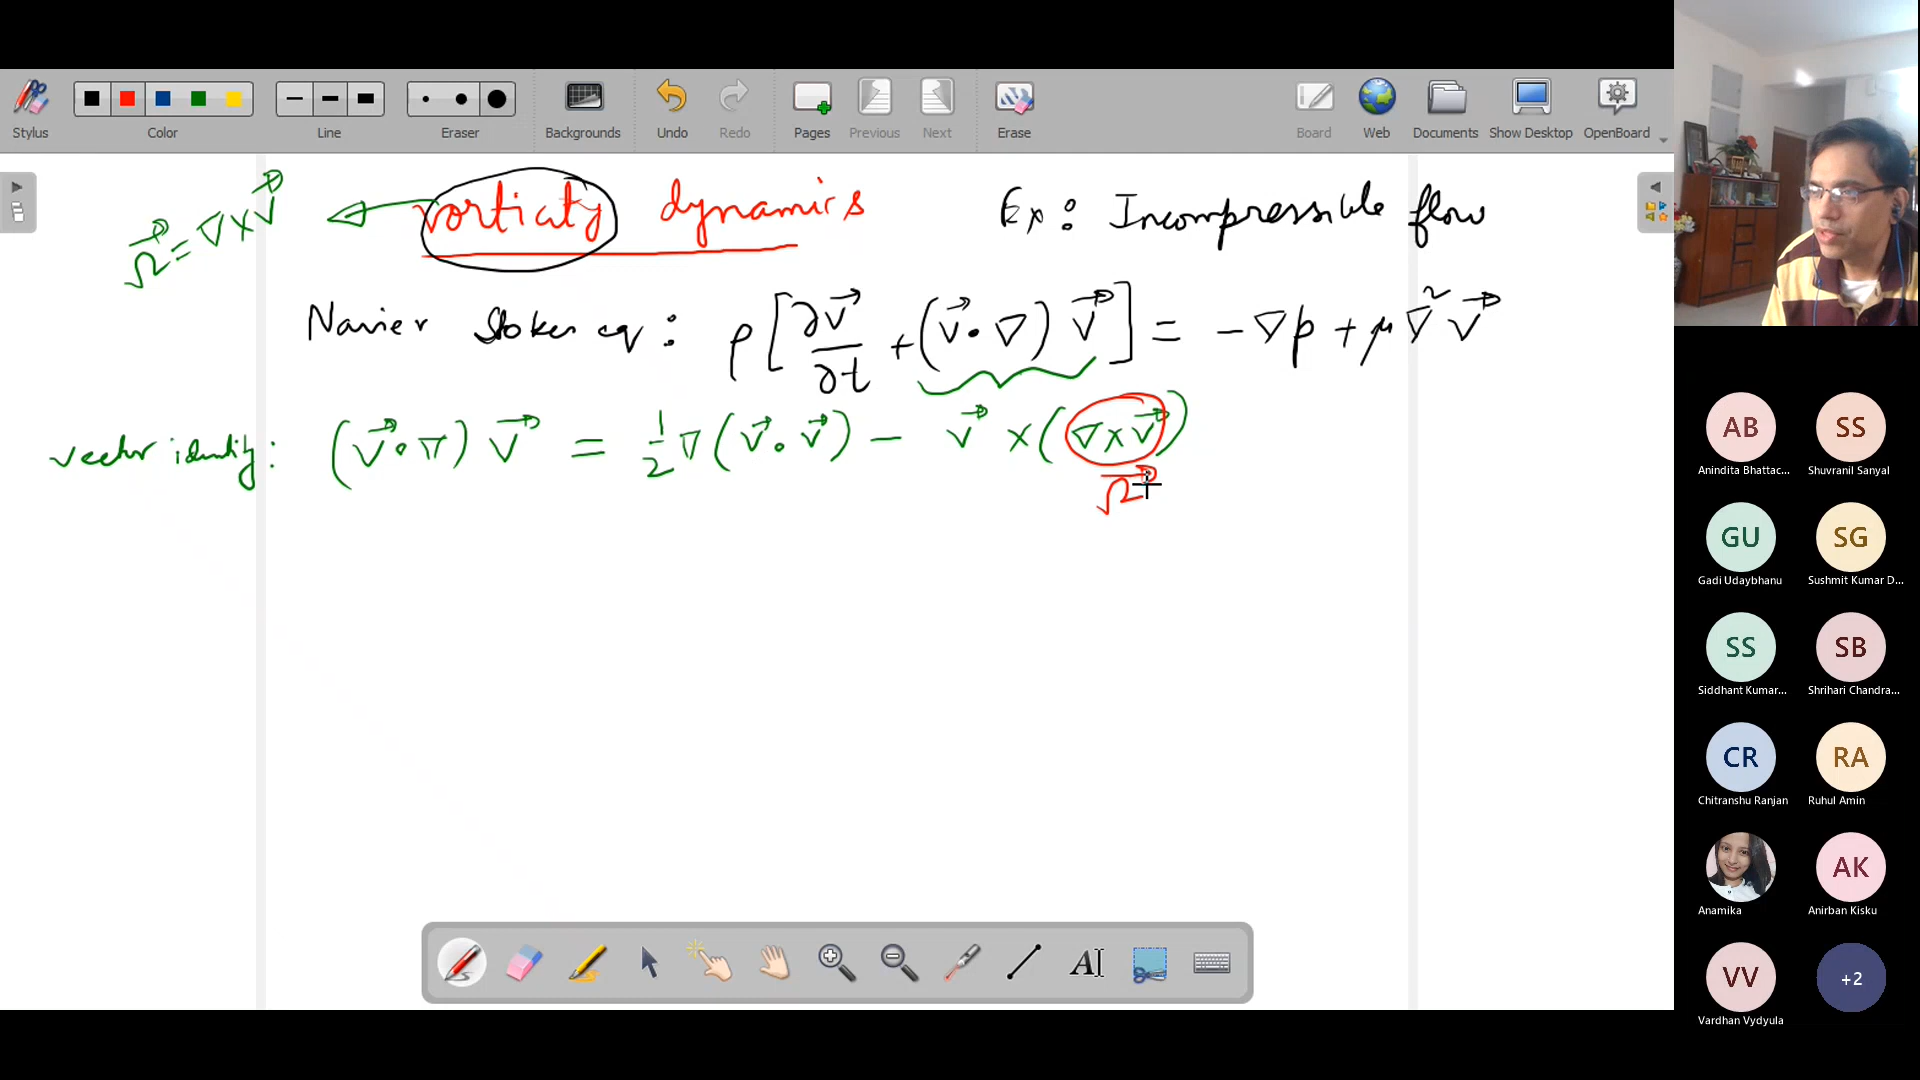 Stylus Color Line Eraser Backgrounds Undo Redo Pages Previous Next Erase Board Web Documents Show Desktop OpenBoard
Ω⃗ = ∇×V⃗
vorticity dynamics
Ex: Incompressible flow
Navier Stokes eq: ρ[∂V⃗/∂t + (V⃗•∇)V⃗] = -∇p + μ∇²V⃗
vector identity: (V⃗•∇)V⃗ = 1/2 ∇(V⃗•V⃗) - V⃗×(∇×V⃗)
Ω⃗
AB SS
Anindita Bhattac... Shuvranil Sanyal
GU SG
Gadi Udaybhanu Sushmit Kumar D...
SS SB
Siddhant Kumar... Shrihari Chandra...
CR RA
Chitranshu Ranjan Ruhul Amin
AK
Anamika Anirban Kisku
VV +2
Vardhan Vydyula
AI